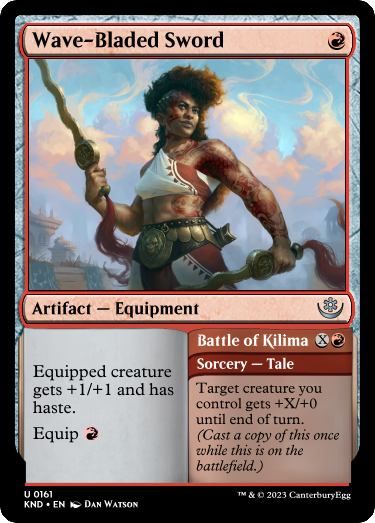 Wave-Bladed Sword
Artifact — Equipment
Equipped creature
gets +1/+1 and has
haste.
Equip
Battle of Kilima X
Sorcery — Tale
Target creature you
control gets +X/+0
until end of turn.
(Cast a copy of this once
while this is on the
battlefield.)
U 0161
KND • EN DAN WATSON
™ & © 2023 CanterburyEgg